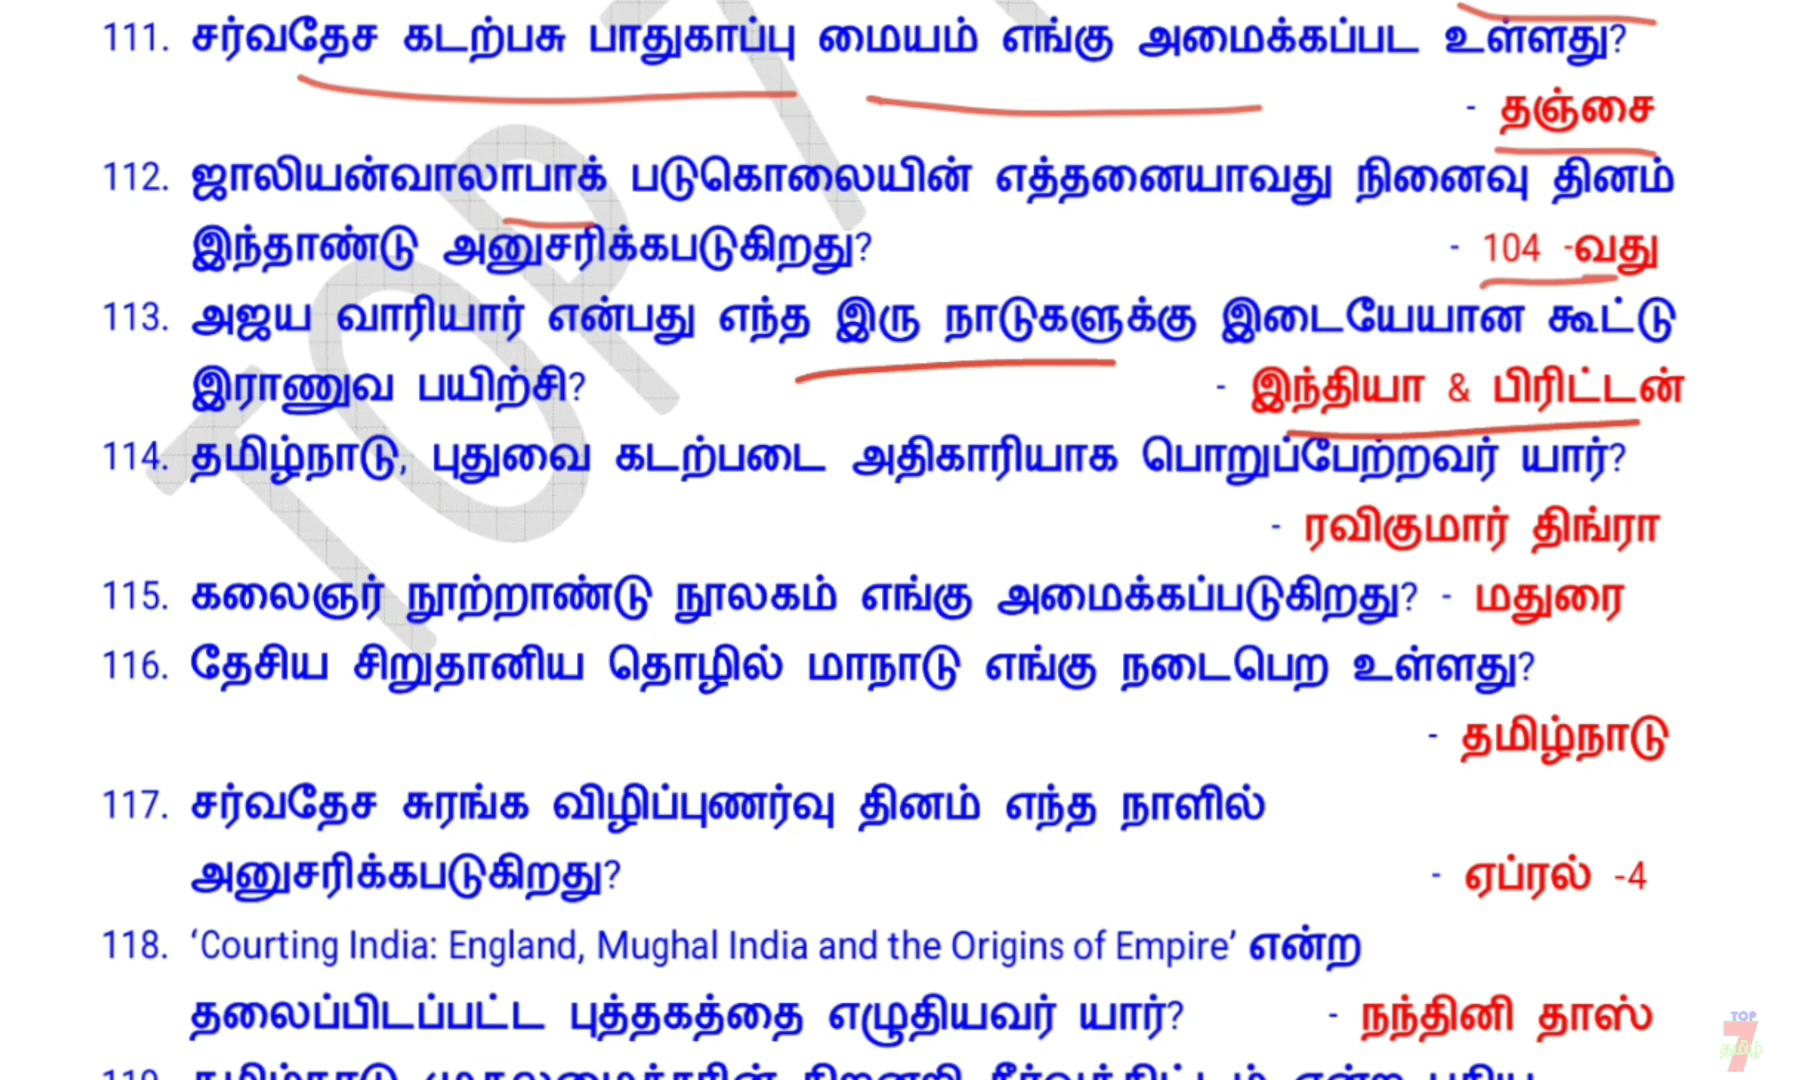 111. சர்வதேச கடற்பசு பாதுகாப்பு மையம் எங்கு அமைக்கப்பட உள்ளது?
- தஞ்சை
112. ஜாலியன்வாலாபாக் படுகொலையின் எத்தனையாவது நினைவு தினம்
இந்தாண்டு அனுசரிக்கபடுகிறது? - 104 -வது
113. அஜய வாரியார் என்பது எந்த இரு நாடுகளுக்கு இடையேயான கூட்டு
இராணுவ பயிற்சி? - இந்தியா & பிரிட்டன்
114. தமிழ்நாடு, புதுவை கடற்படை அதிகாரியாக பொறுப்பேற்றவர் யார்?
- ரவிகுமார் திங்ரா
115. கலைஞர் நூற்றாண்டு நூலகம் எங்கு அமைக்கப்படுகிறது? - மதுரை
116. தேசிய சிறுதானிய தொழில் மாநாடு எங்கு நடைபெற உள்ளது?
- தமிழ்நாடு
117. சர்வதேச சுரங்க விழிப்புணர்வு தினம் எந்த நாளில்
அனுசரிக்கபடுகிறது? - ஏப்ரல் -4
118. ‘Courting India: England, Mughal India and the Origins of Empire’ என்ற
தலைப்பிடப்பட்ட புத்தகத்தை எழுதியவர் யார்? - நந்தினி தாஸ்
TOP
7
தமிழ்